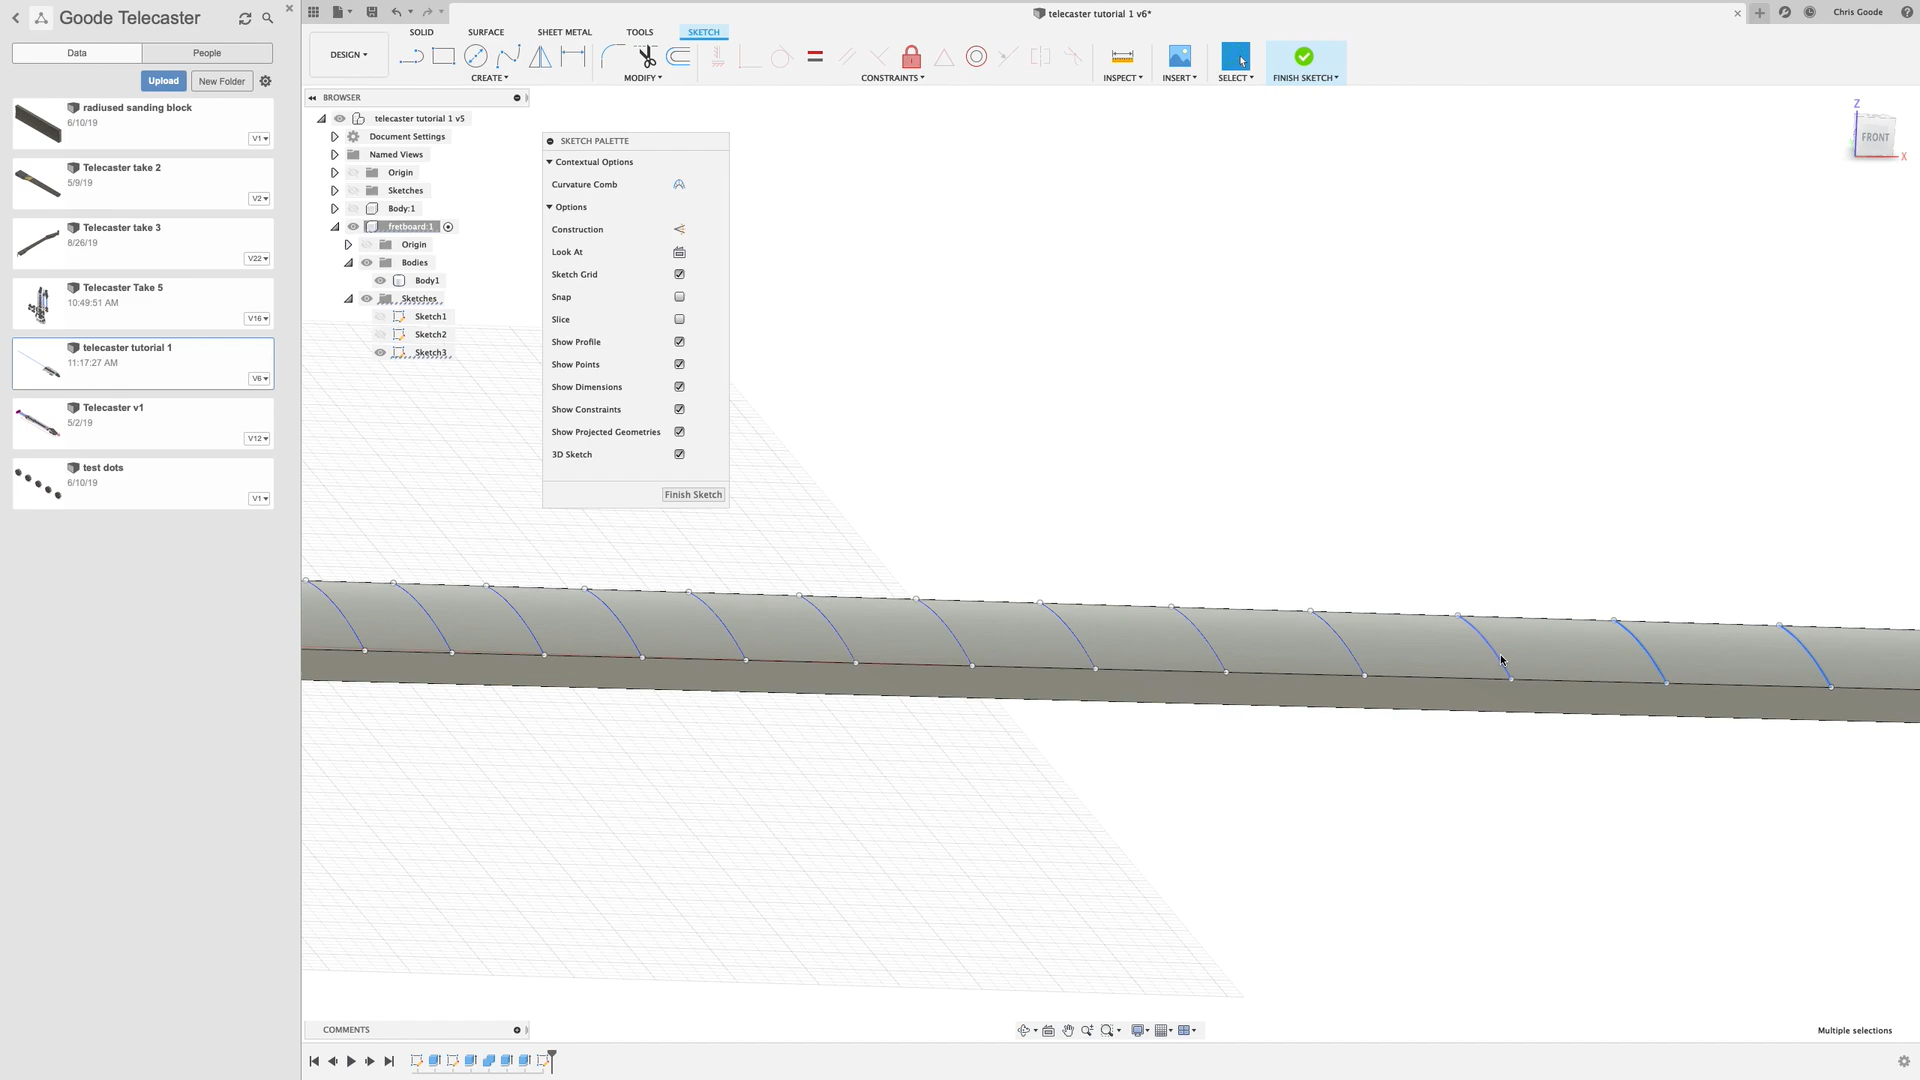 Goode Telecaster
Data
People
Upload
New Folder
radiused sanding block
6/10/19
V1
Telecaster take 2
5/9/19
V2
Telecaster take 3
8/26/19
V22
Telecaster Take 5
10:49:51 AM
V16
telecaster tutorial 1
11:17:27 AM
V6
Telecaster v1
5/2/19
V12
test dots
6/10/19
V1
telecaster tutorial 1 v6*
Chris Goode
DESIGN
SOLID
SURFACE
SHEET METAL
TOOLS
SKETCH
CREATE
MODIFY
CONSTRAINTS
INSPECT
INSERT
SELECT
FINISH SKETCH
BROWSER
telecaster tutorial 1 v5
Document Settings
Named Views
Origin
Sketches
Body:1
fretboard:1
Origin
Bodies
Body1
Sketches
Sketch1
Sketch2
Sketch3
SKETCH PALETTE
Contextual Options
Curvature Comb
Options
Construction
Look At
Sketch Grid
Snap
Slice
Show Profile
Show Points
Show Dimensions
Show Constraints
Show Projected Geometries
3D Sketch
Finish Sketch
Z
FRONT
X
COMMENTS
Multiple selections